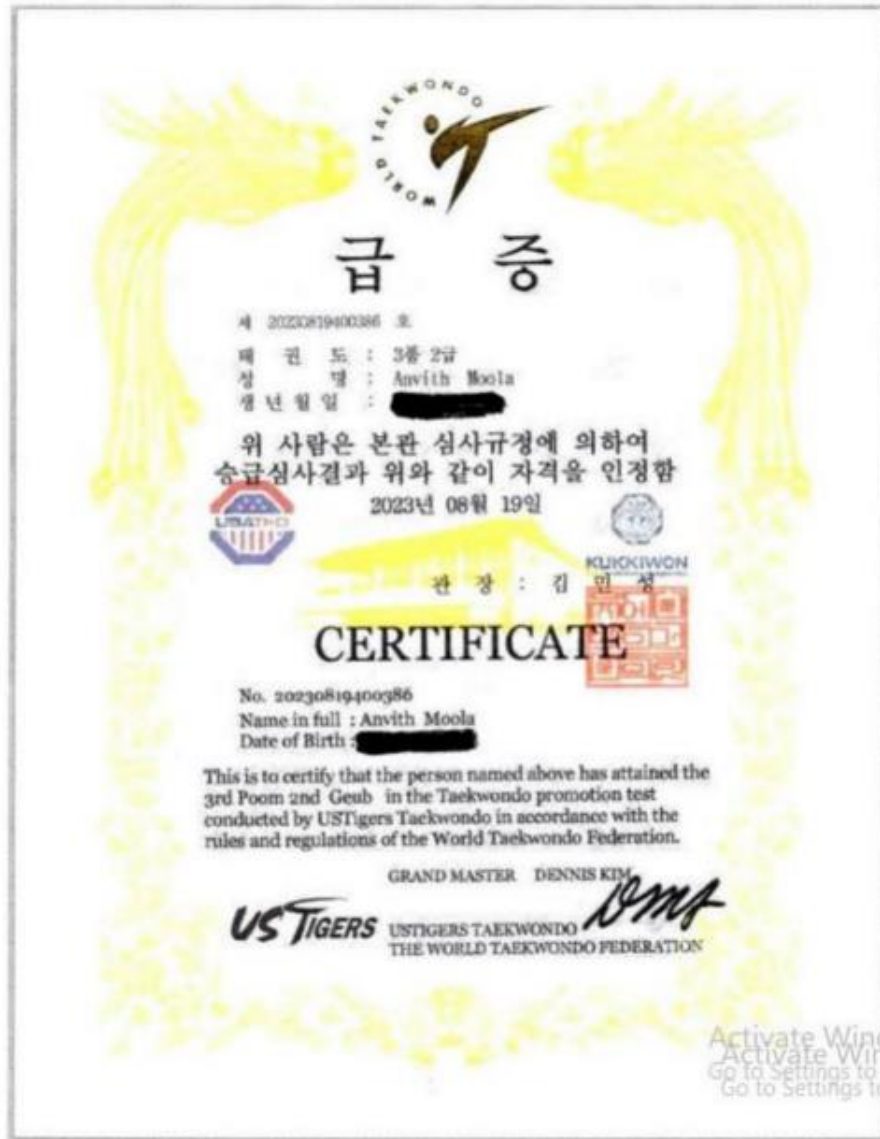 WORLD TAEKWONDO
급 증
제 20230819400386 호
태 권 도 : 3품 2급
성 명 : Anvith Moola
생년월일 :
위 사람은 본관 심사규정에 의하여
승급심사결과 위와 같이 자격을 인정함
2023년 08월 19일
USATKD
KUKKIWON
관 장 : 김 민 성
CERTIFICATE
No. 20230819400386
Name in full : Anvith Moola
Date of Birth :
This is to certify that the person named above has attained the
3rd Poom 2nd Geub in the Taekwondo promotion test
conducted by USTigers Taekwondo in accordance with the
rules and regulations of the World Taekwondo Federation.
GRAND MASTER DENNIS KIM
US TIGERS
USTIGERS TAEKWONDO
THE WORLD TAEKWONDO FEDERATION
Activate Win
Activate Win
Go to Settings to
Go to Settings t